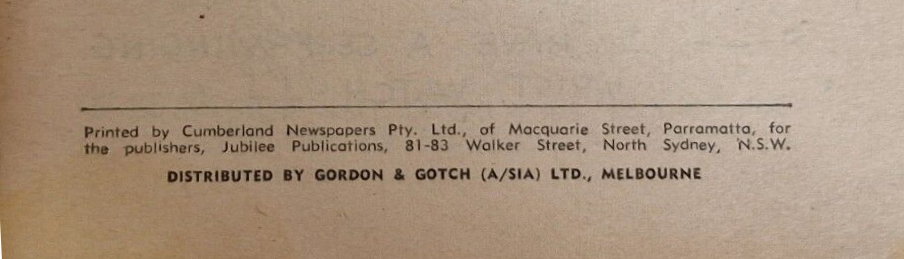 Printed by Cumberland Newspapers Pty. Ltd., of Macquarie Street, Parramatta, for
the publishers, Jubilee Publications, 81-83 Walker Street, North Sydney, N.S.W.
DISTRIBUTED BY GORDON & GOTCH (A/SIA) LTD., MELBOURNE